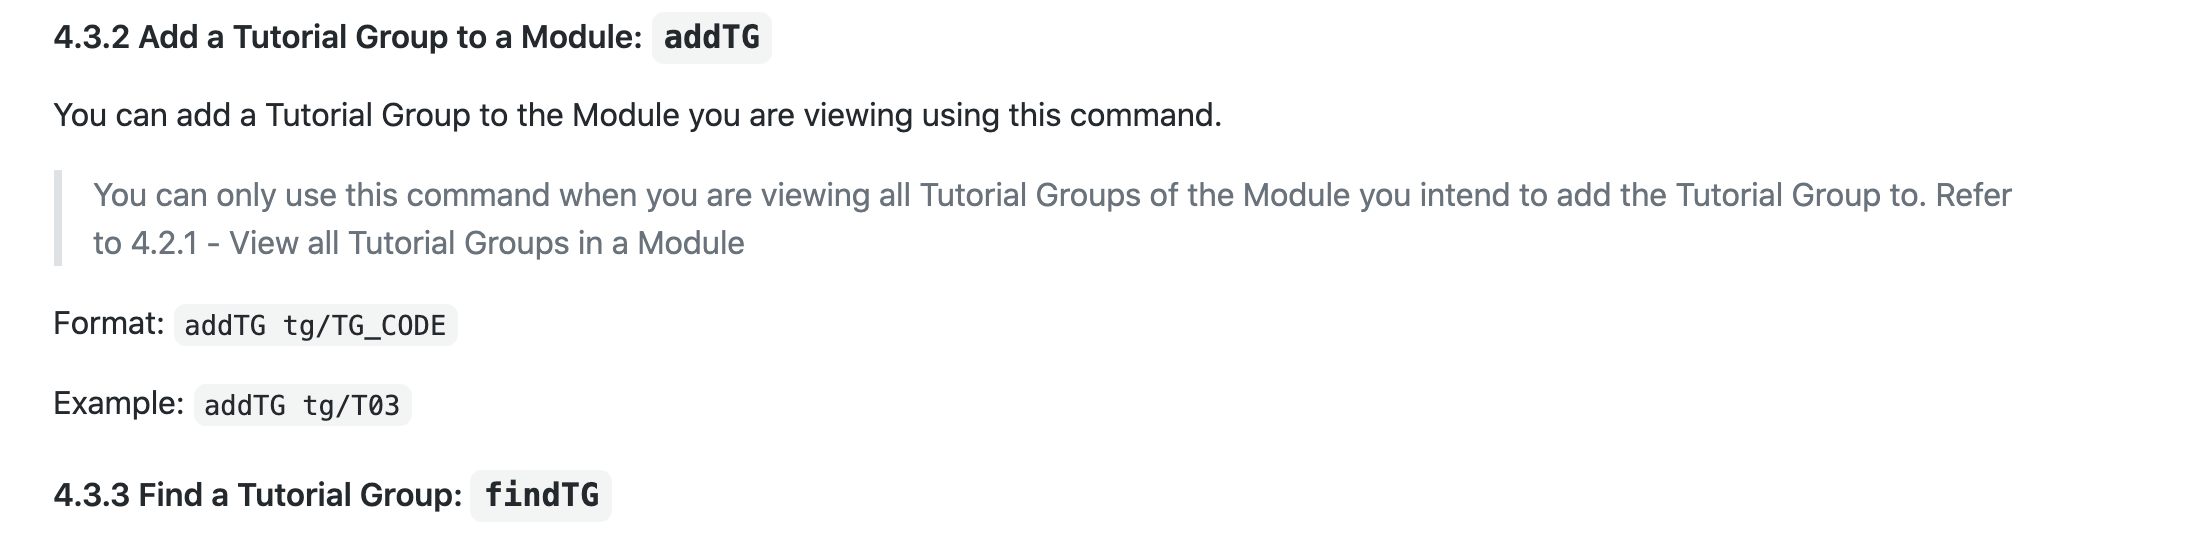 4.3.2 Add a Tutorial Group to a Module: addTG
You can add a Tutorial Group to the Module you are viewing using this command.
You can only use this command when you are viewing all Tutorial Groups of the Module you intend to add the Tutorial Group to. Refer
to 4.2.1 - View all Tutorial Groups in a Module
Format: addTG tg/TG_CODE
Example: addTG tg/T03
4.3.3 Find a Tutorial Group: findTG